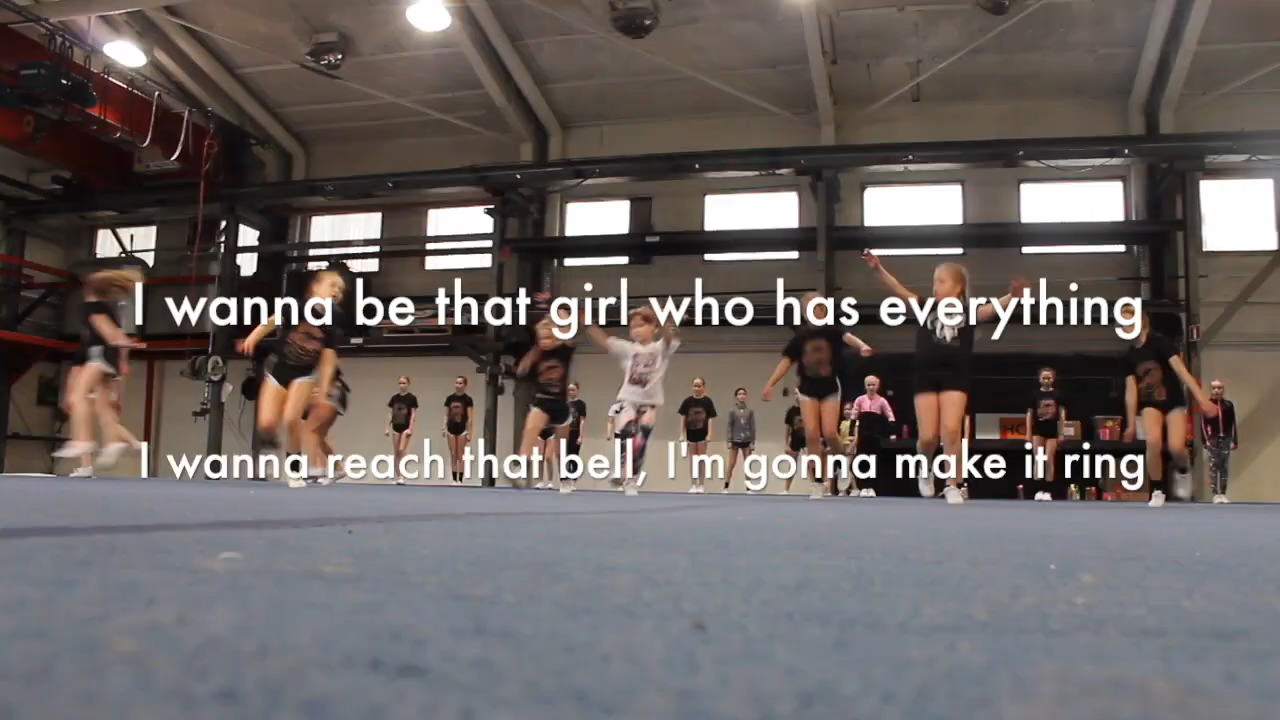 I wanna be that girl who has everything
I wanna reach that bell, I'm gonna make it ring